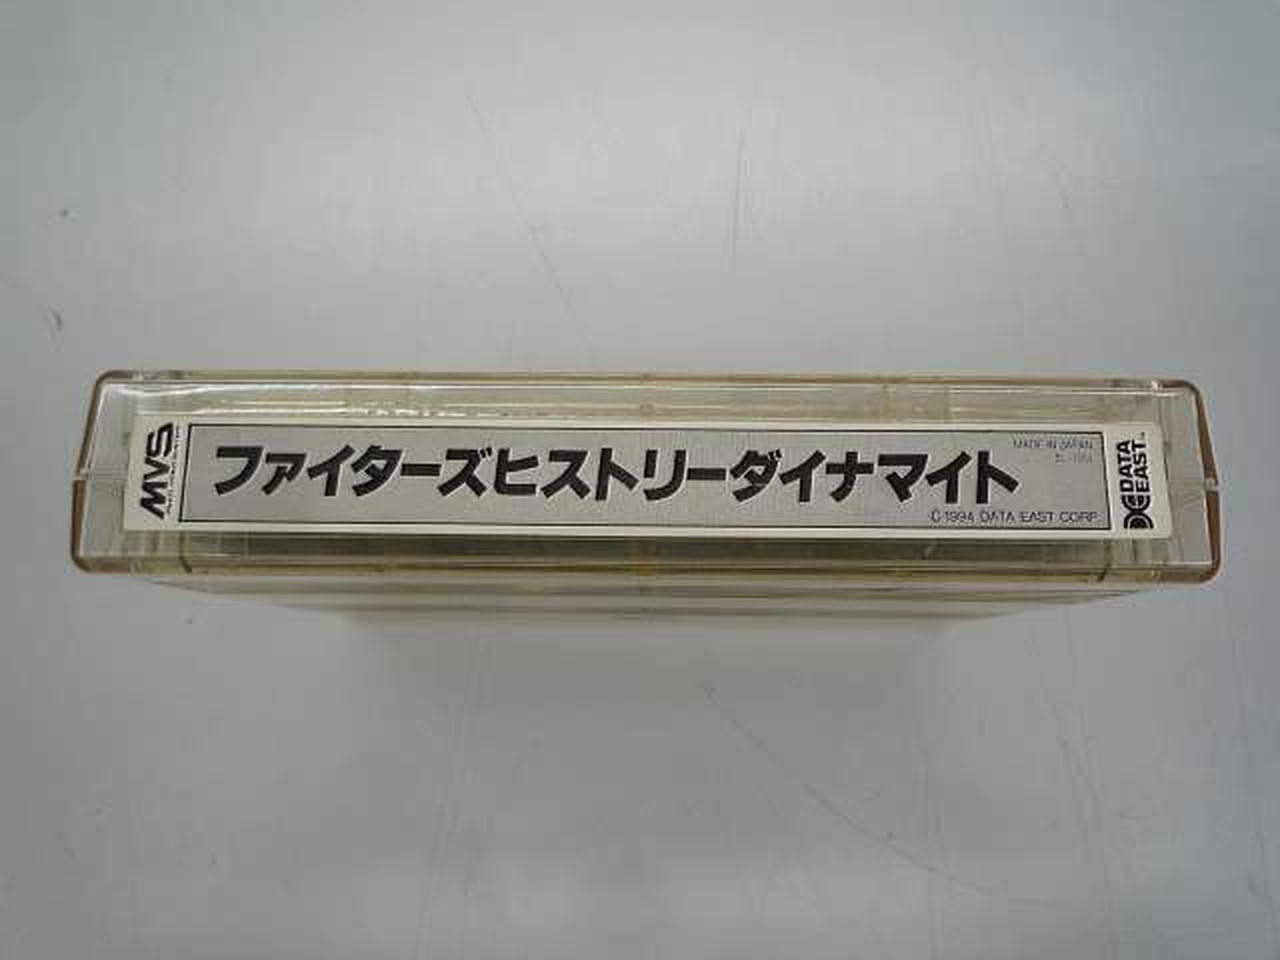 MVS
ファイターズヒストリーダイナマイト
MADE IN JAPAN
© 1994 DATA EAST CORP.
DATA
EAST